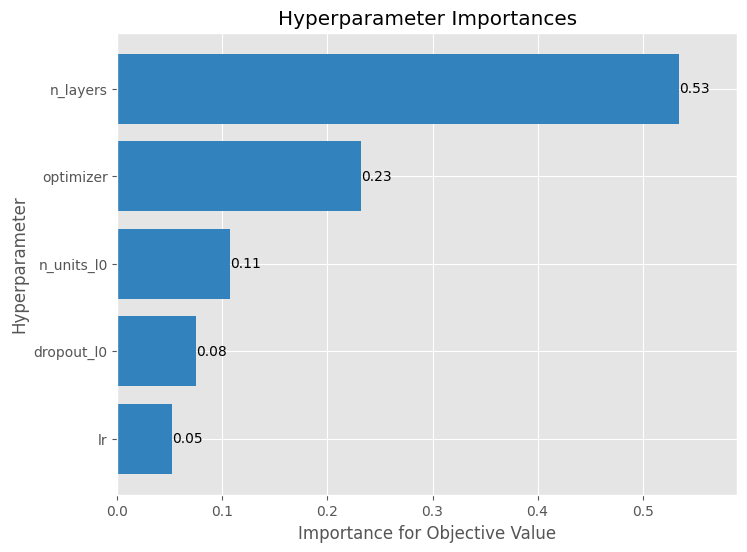 Hyperparameter Importances
Hyperparameter
n_layers
0.53
optimizer
0.23
n_units_l0
0.11
dropout_l0
0.08
lr
0.05
0.0 0.1 0.2 0.3 0.4 0.5
Importance for Objective Value